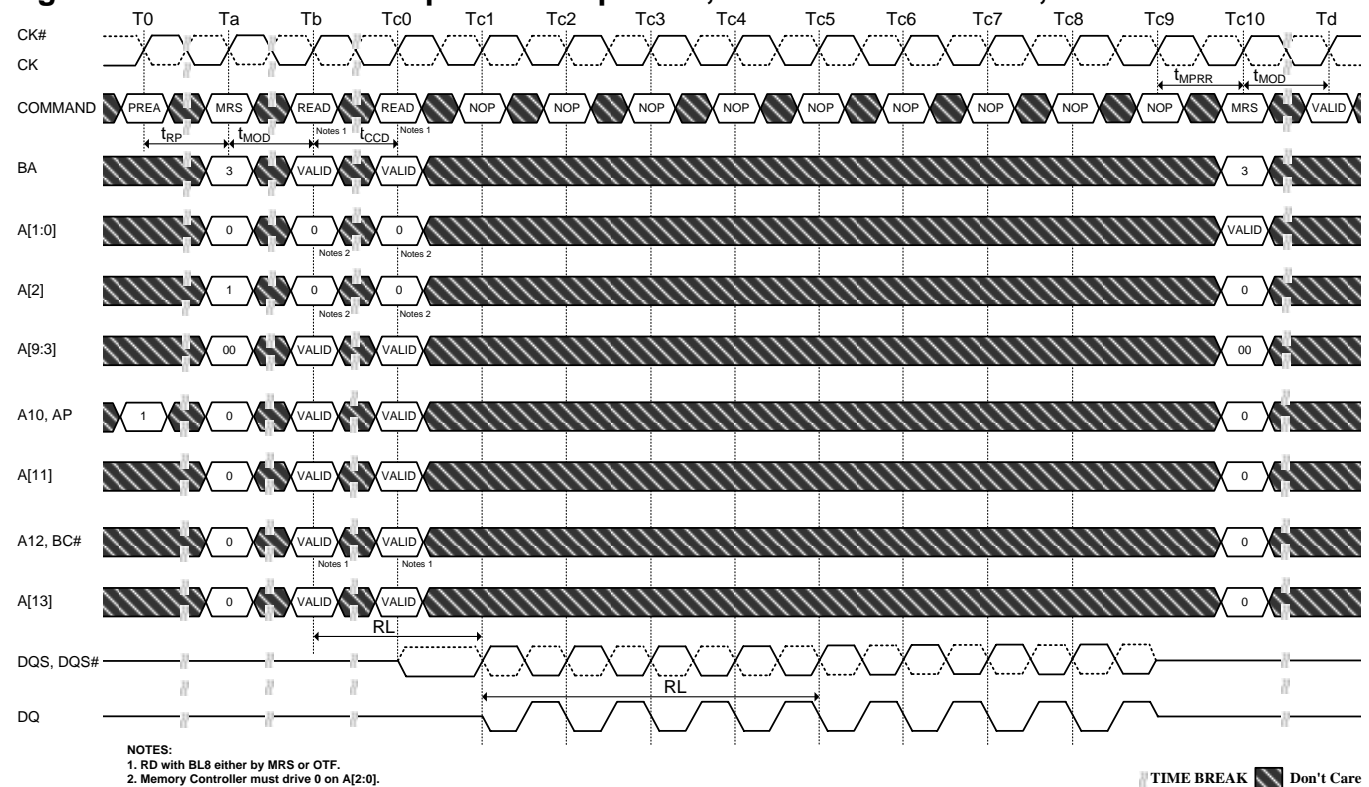 T0 Ta Tb Tc0 Tc1 Tc2 Tc3 Tc4 Tc5 Tc6 Tc7 Tc8 Tc9 Tc10 Td
CK#
CK
tMPRR tMOD
COMMAND PREA MRS READ READ NOP NOP NOP NOP NOP NOP NOP NOP NOP MRS VALID
Notes 1 Notes 1
tRP tMOD tCCD
BA 3 VALID VALID 3
A[1:0] 0 0 0 VALID
Notes 2 Notes 2
A[2] 1 0 0 0
Notes 2 Notes 2
A[9:3] 00 VALID VALID 00
A10, AP 1 0 VALID VALID 0
A[11] 0 VALID VALID 0
A12, BC# 0 VALID VALID 0
Notes 1 Notes 1
A[13] 0 VALID VALID 0
RL
DQS, DQS#
RL
DQ
NOTES:
1. RD with BL8 either by MRS or OTF.
2. Memory Controller must drive 0 on A[2:0].
TIME BREAK Don't Care